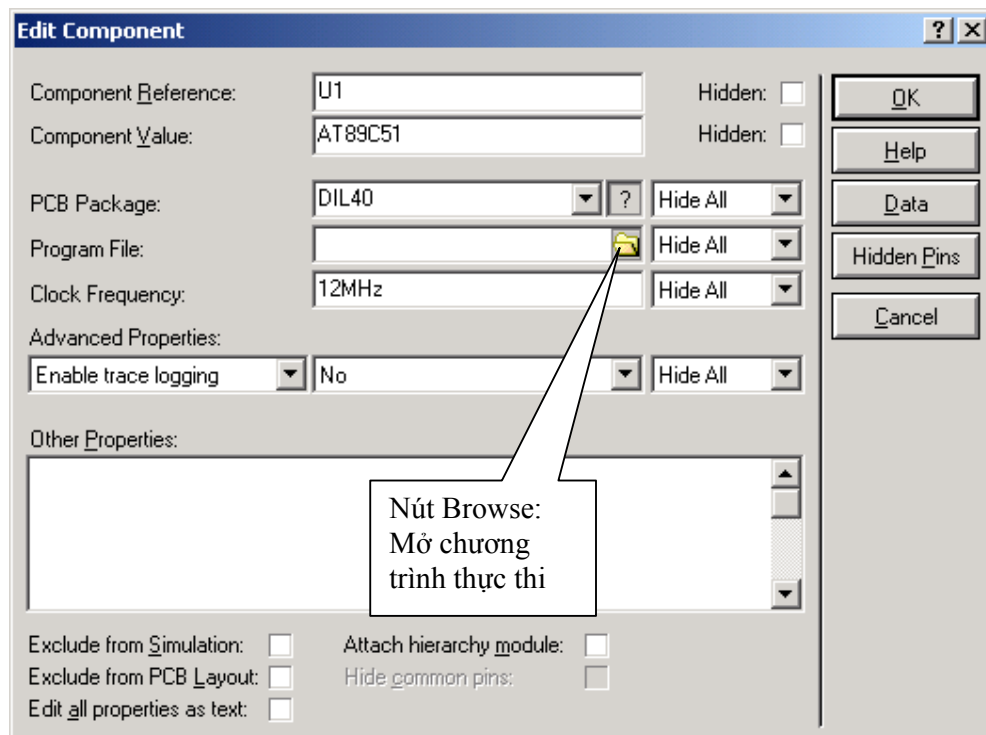 Edit Component
Component Reference: U1 Hidden:
Component Value: AT89C51 Hidden:
PCB Package: DIL40 ? Hide All
Program File: Hide All
Clock Frequency: 12MHz Hide All
Advanced Properties:
Enable trace logging No Hide All
Other Properties:
Nút Browse:
Mở chương
trình thực thi
Exclude from Simulation: Attach hierarchy module:
Exclude from PCB Layout: Hide common pins:
Edit all properties as text:
OK
Help
Data
Hidden Pins
Cancel